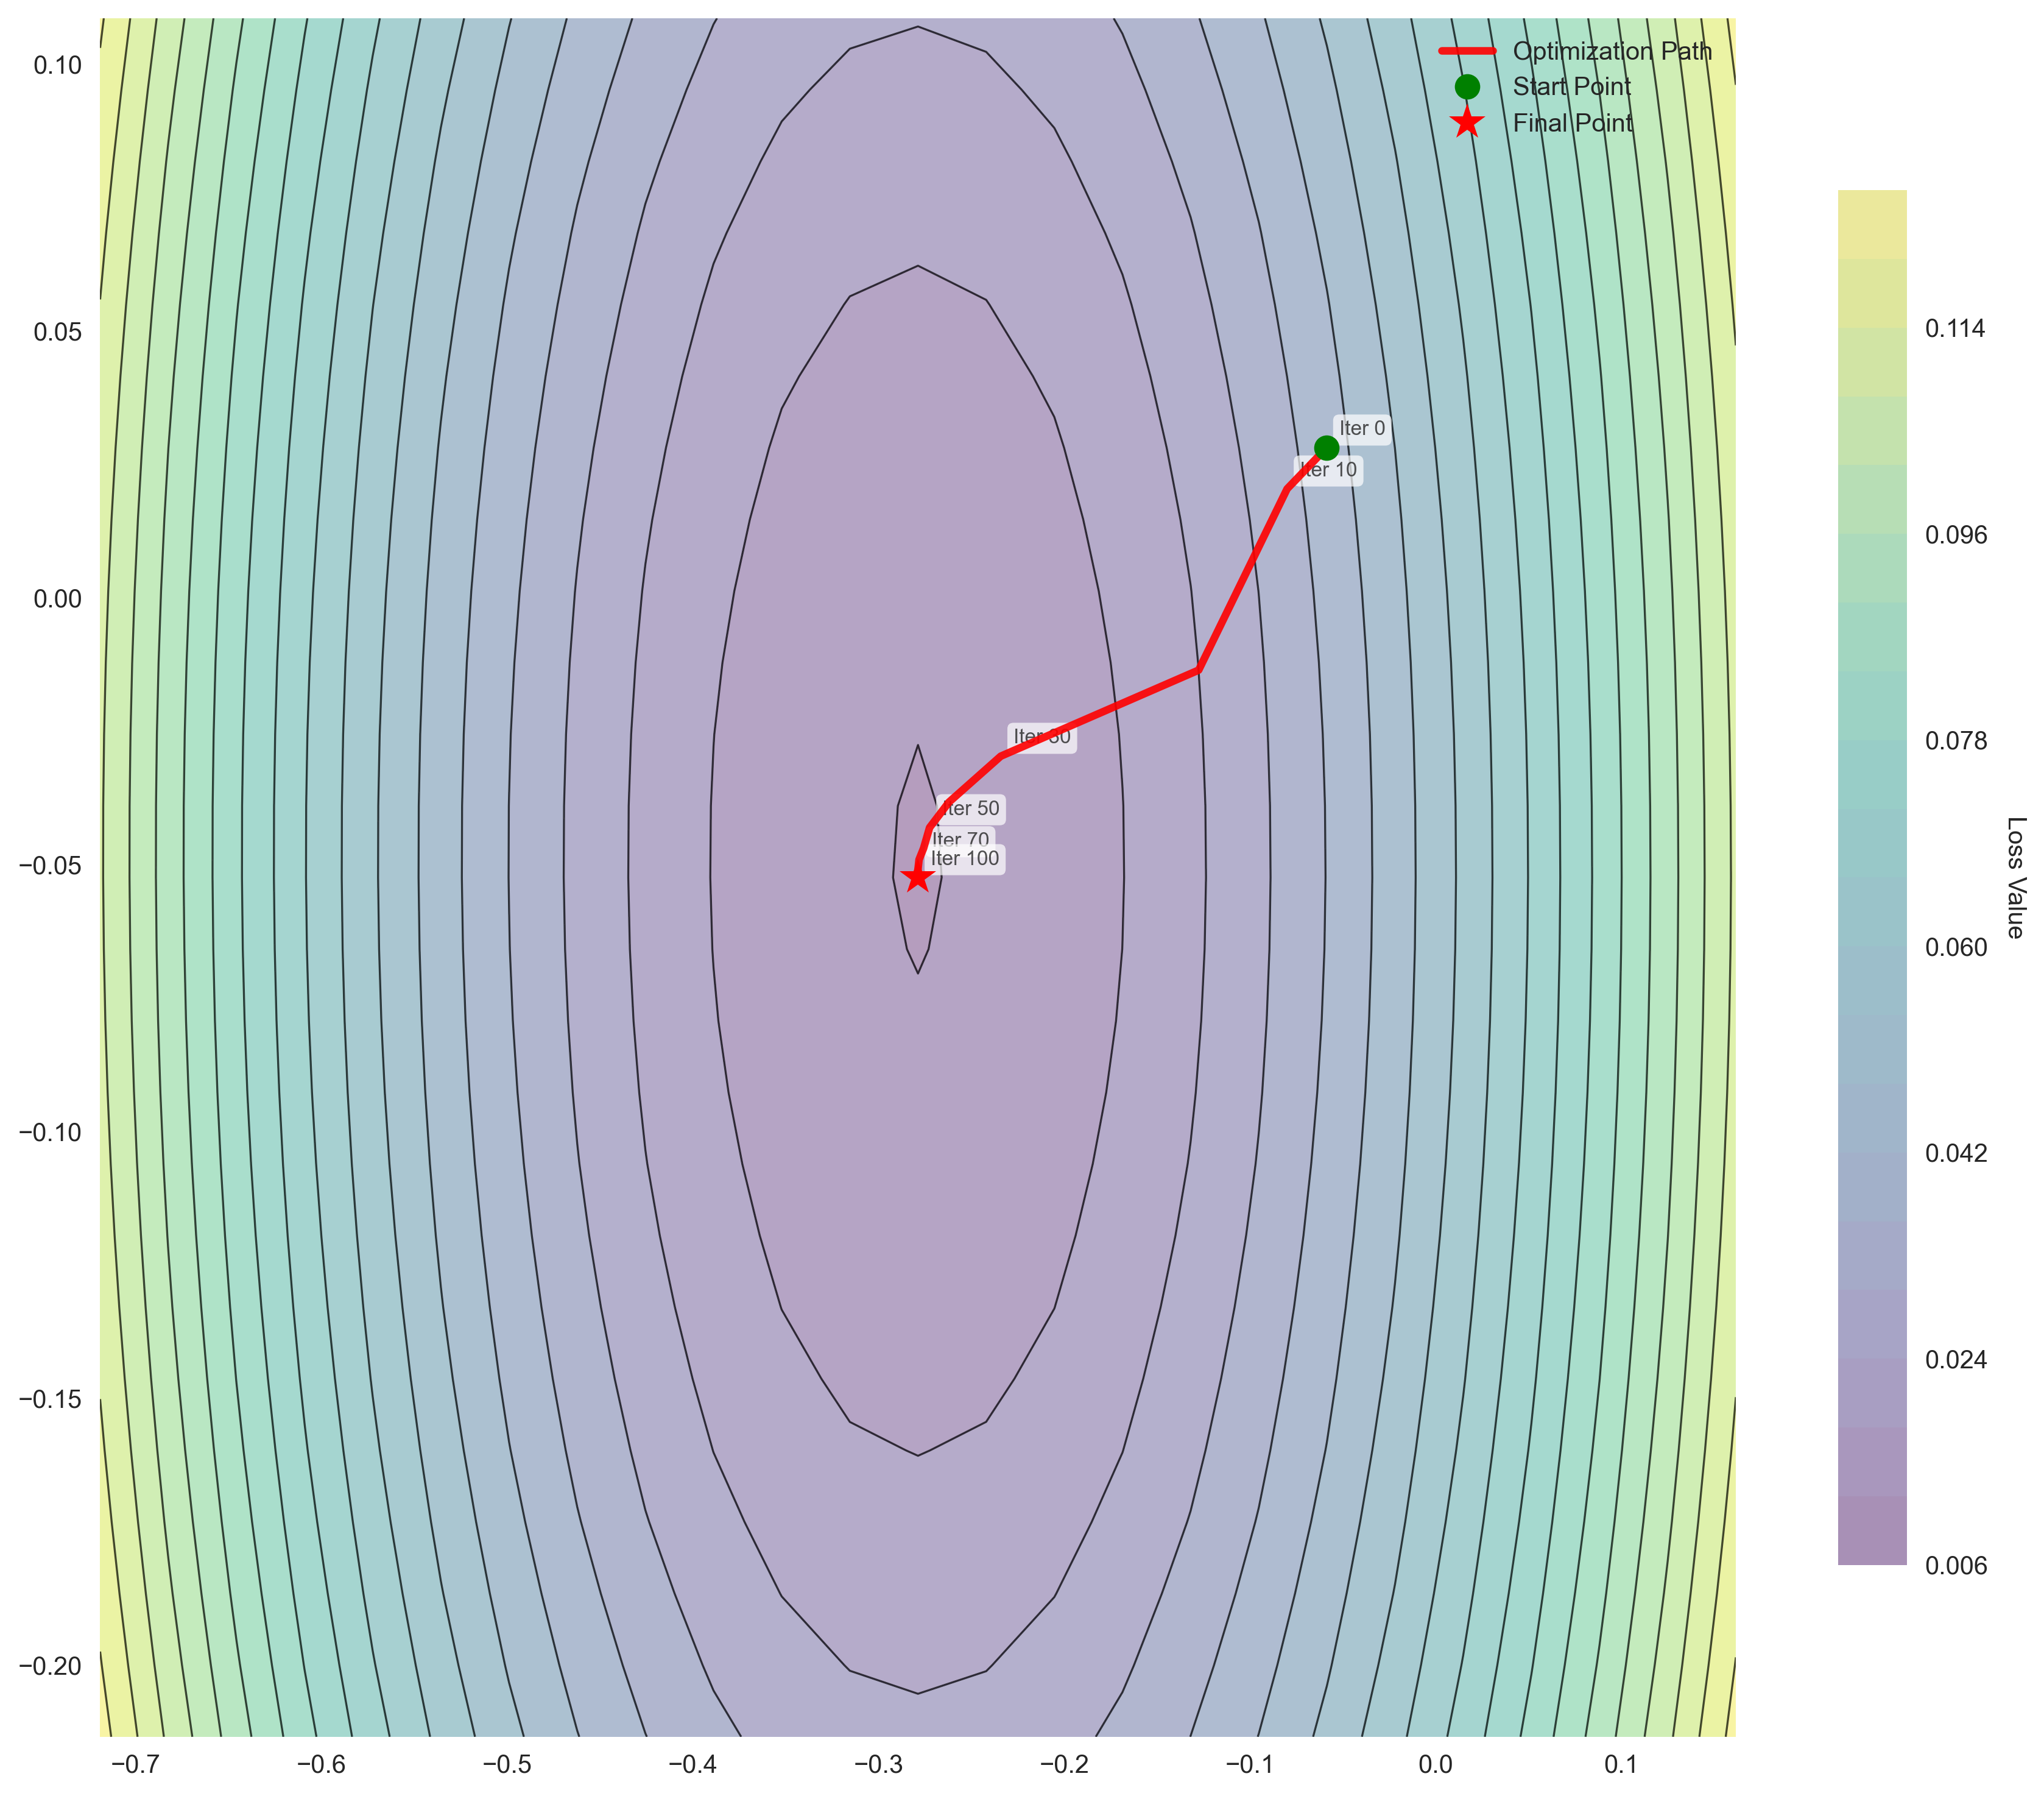 Optimization Path
Start Point
Final Point
0.10
0.05
0.00
−0.05
−0.10
−0.15
−0.20
Iter 0
Iter 10
Iter 30
Iter 50
Iter 70
Iter 100
−0.7 −0.6 −0.5 −0.4 −0.3 −0.2 −0.1 0.0 0.1
0.114
0.096
0.078
0.060
0.042
0.024
0.006
Loss Value